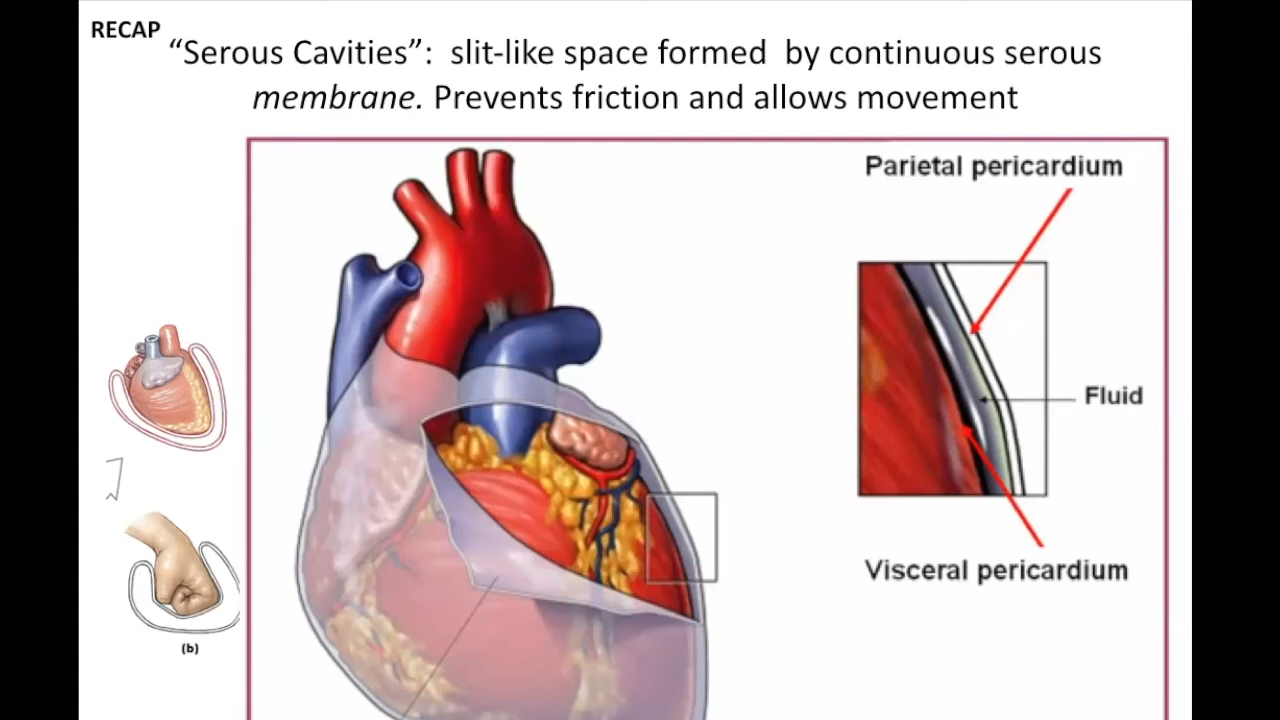 RECAP
“Serous Cavities”: slit-like space formed by continuous serous
membrane. Prevents friction and allows movement
Parietal pericardium
Fluid
Visceral pericardium
(b)